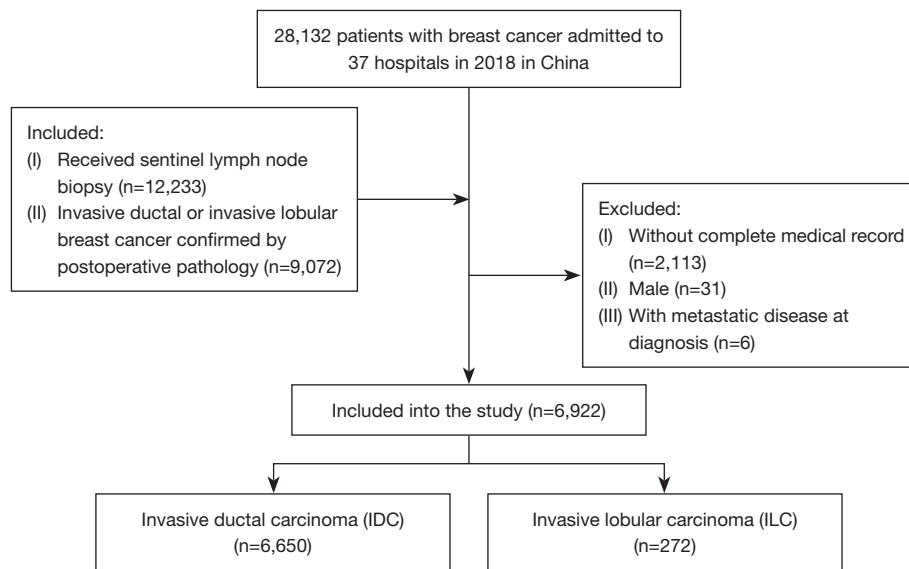 28,132 patients with breast cancer admitted to
37 hospitals in 2018 in China
Included:
(I) Received sentinel lymph node
biopsy (n=12,233)
(II) Invasive ductal or invasive lobular
breast cancer confirmed by
postoperative pathology (n=9,072)
Excluded:
(I) Without complete medical record
(n=2,113)
(II) Male (n=31)
(III) With metastatic disease at
diagnosis (n=6)
Included into the study (n=6,922)
Invasive ductal carcinoma (IDC)
(n=6,650)
Invasive lobular carcinoma (ILC)
(n=272)